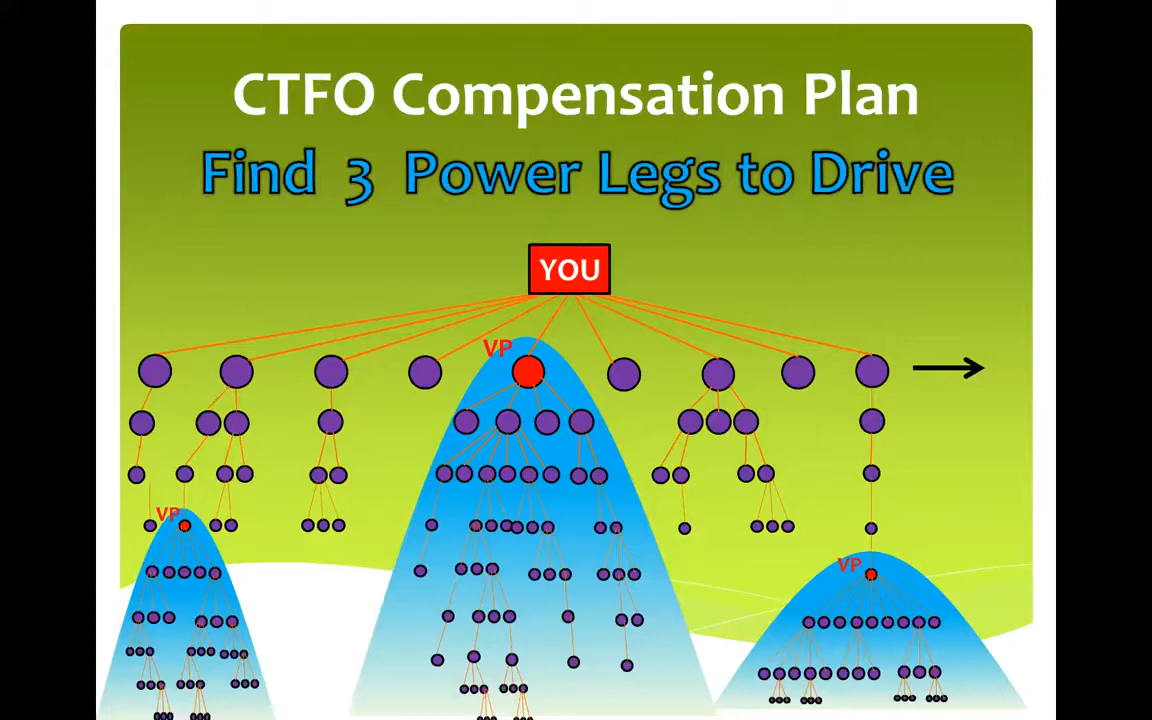 CTFO Compensation Plan
Find 3 Power Legs to Drive
YOU
VP
VP
VP